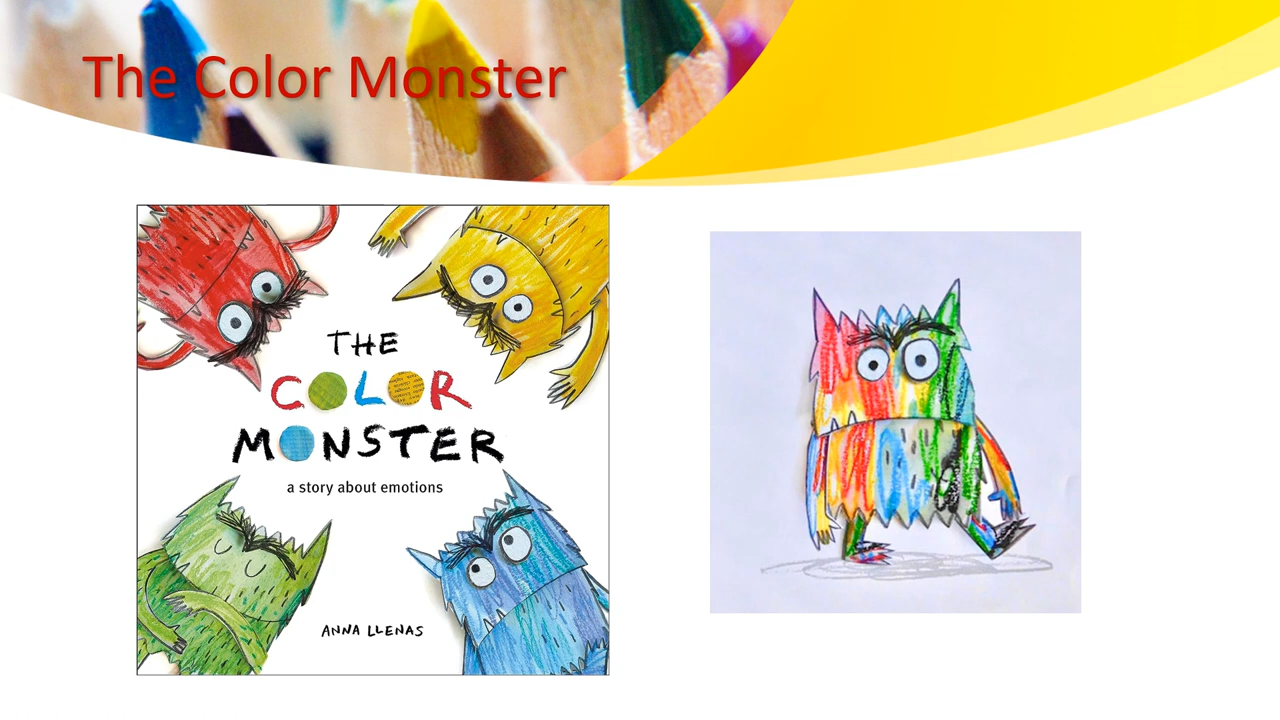 The Color Monster
THE
COLOR
MONSTER
a story about emotions
ANNA LLENAS